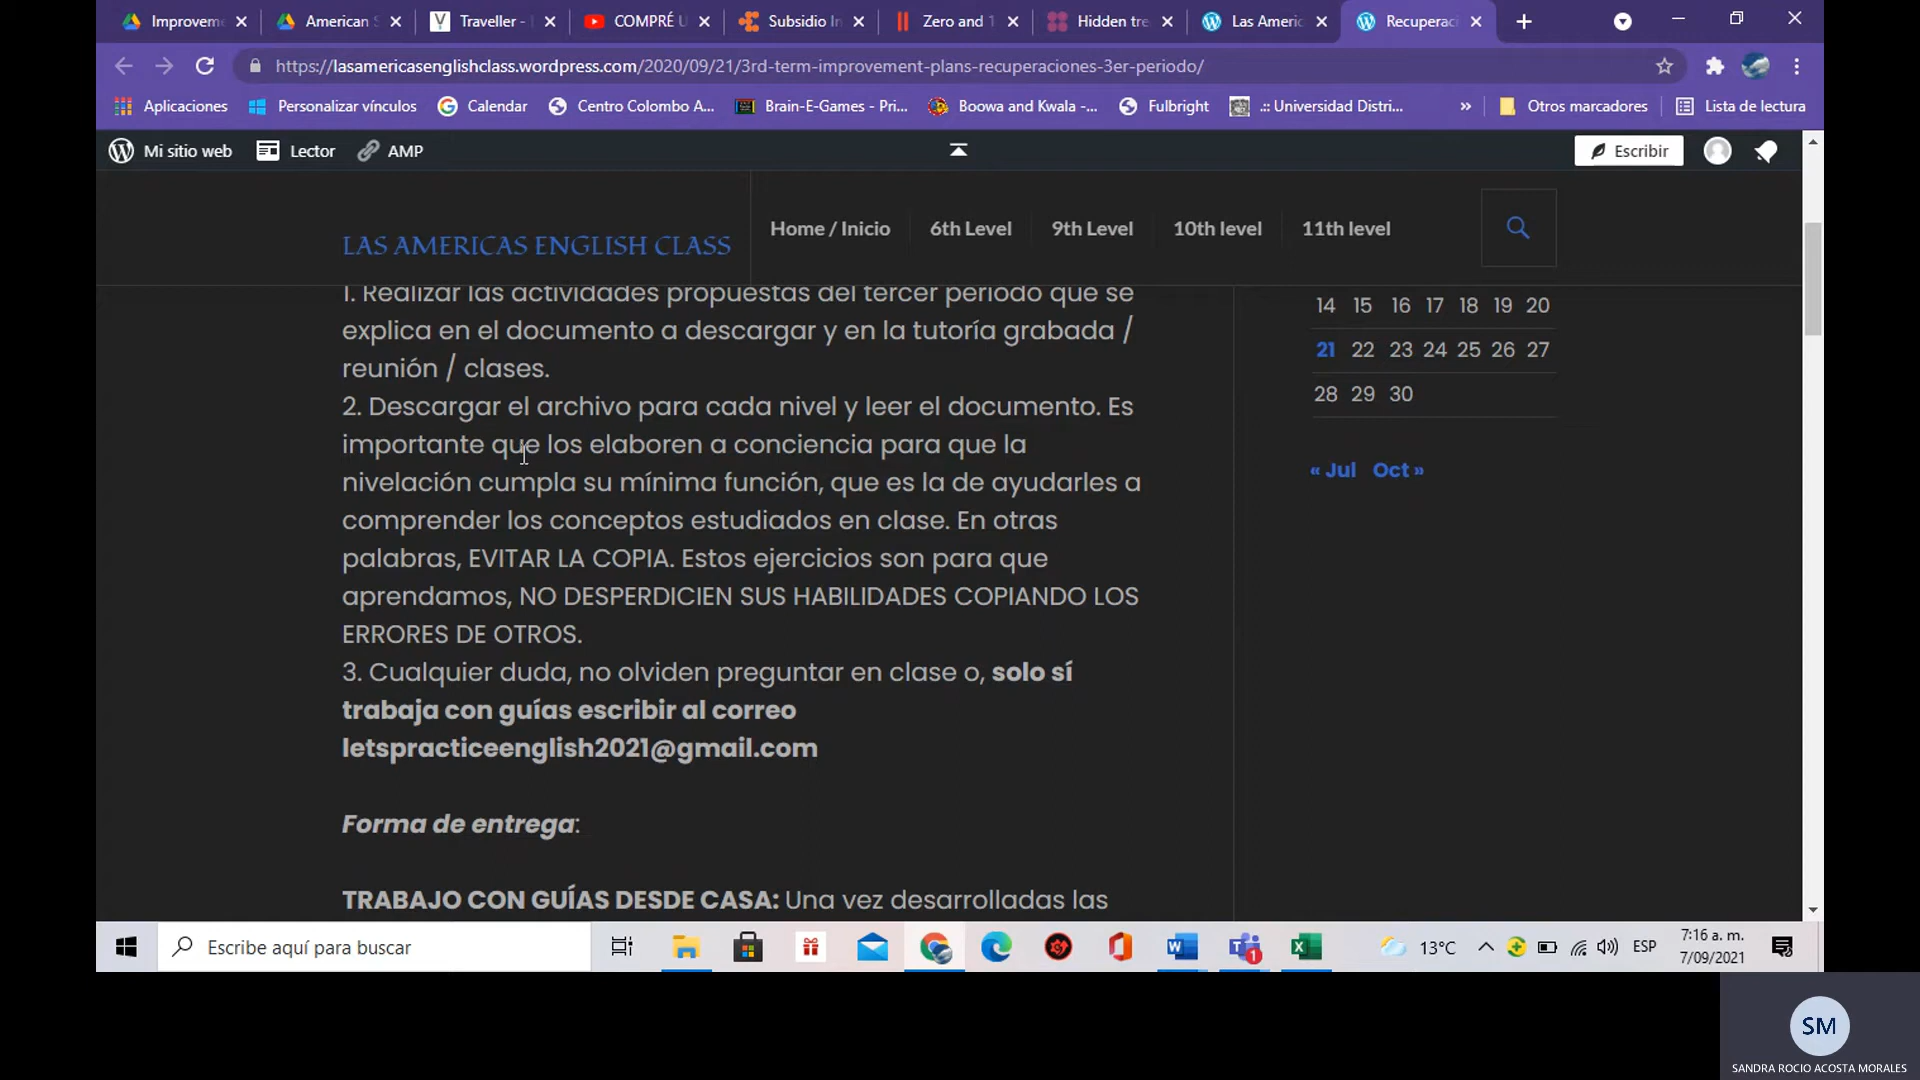 Improvem
American S
Traveller -
COMPRÉ U
Subsidio In
Zero and 1
Hidden tre
Las Americ
Recuperaci
https://lasamericasenglishclass.wordpress.com/2020/09/21/3rd-term-improvement-plans-recuperaciones-3er-periodo/
Aplicaciones
Personalizar vínculos
Calendar
Centro Colombo A...
Brain-E-Games - Pri...
Boowa and Kwala -...
Fulbright
.:: Universidad Distri...
»
Otros marcadores
Lista de lectura
Mi sitio web
Lector
AMP
Escribir
LAS AMERICAS ENGLISH CLASS
Home / Inicio
6th Level
9th Level
10th level
11th level
1. Realizar las actividades propuestas del tercer periodo que se
explica en el documento a descargar y en la tutoría grabada /
reunión / clases.
2. Descargar el archivo para cada nivel y leer el documento. Es
importante que los elaboren a conciencia para que la
nivelación cumpla su mínima función, que es la de ayudarles a
comprender los conceptos estudiados en clase. En otras
palabras, EVITAR LA COPIA. Estos ejercicios son para que
aprendamos, NO DESPERDICIEN SUS HABILIDADES COPIANDO LOS
ERRORES DE OTROS.
3. Cualquier duda, no olviden preguntar en clase o, solo sí
trabaja con guías escribir al correo
letspracticeenglish2021@gmail.com
Forma de entrega:
TRABAJO CON GUÍAS DESDE CASA: Una vez desarrolladas las
14 15 16 17 18 19 20
21 22 23 24 25 26 27
28 29 30
« Jul Oct »
Escribe aquí para buscar
1
13°C
ESP
7:16 a. m.
7/09/2021
SM
SANDRA ROCIO ACOSTA MORALES